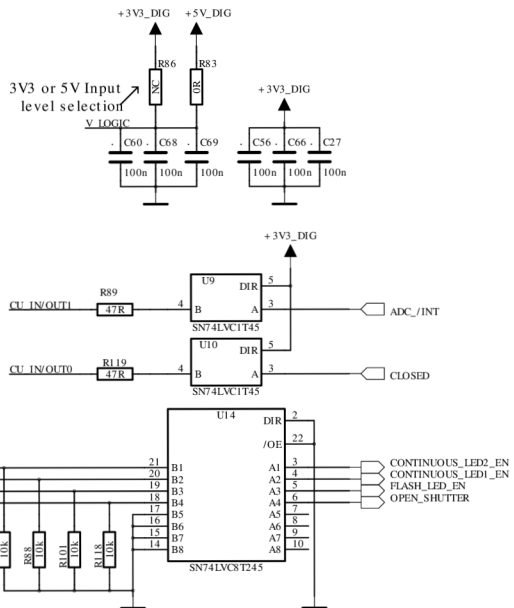 +3V3_DIG +5V_DIG
R86 R83
NC 0R
3V3 or 5V Input
level selection
V_LOGIC
C60 C68 C69
100n 100n 100n
+3V3_DIG
C56 C66 C27
100n 100n 100n
+3V3_DIG
U9
DIR 5
CU_IN/OUT1 R89 47R 4 B A 3 ADC_/INT
SN74LVC1T45
U10
DIR 5
CU_IN/OUT0 R119 47R 4 B A 3 CLOSED
SN74LVC1T45
U14
DIR 2
/OE 22
21 B1 A1 3 CONTINUOUS_LED2_EN
20 B2 A2 4 CONTINUOUS_LED1_EN
19 B3 A3 5 FLASH_LED_EN
18 B4 A4 6 OPEN_SHUTTER
17 B5 A5 7
16 B6 A6 8
15 B7 A7 9
14 B8 A8 10
SN74LVC8T245
10k
R88 10k
R101 10k
R118 10k